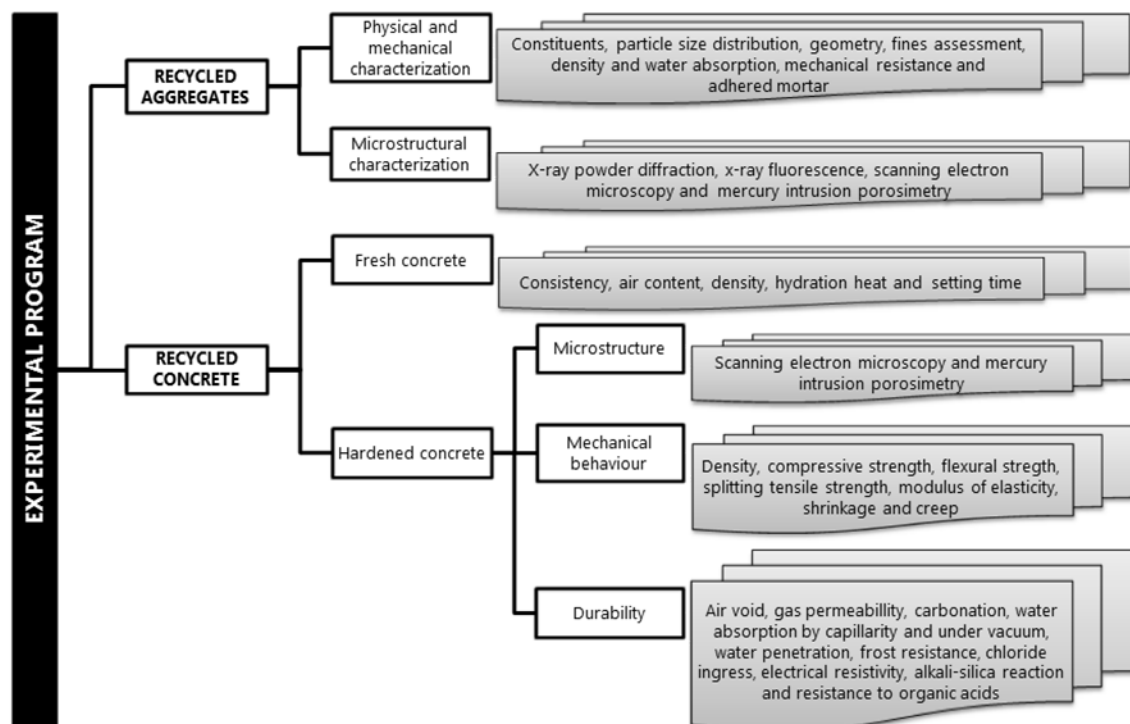 EXPERIMENTAL PROGRAM
RECYCLED
AGGREGATES
Physical and
mechanical
characterization
Constituents, particle size distribution, geometry, fines assessment,
density and water absorption, mechanical resistance and
adhered mortar
Microstructural
characterization
X-ray powder diffraction, x-ray fluorescence, scanning electron
microscopy and mercury intrusion porosimetry
RECYCLED
CONCRETE
Fresh concrete
Consistency, air content, density, hydration heat and setting time
Hardened concrete
Microstructure
Scanning electron microscopy and mercury
intrusion porosimetry
Mechanical
behaviour
Density, compressive strength, flexural stregth,
splitting tensile strength, modulus of elasticity,
shrinkage and creep
Durability
Air void, gas permeabillity, carbonation, water
absorption by capillarity and under vacuum,
water penetration, frost resistance, chloride
ingress, electrical resistivity, alkali-silica reaction
and resistance to organic acids